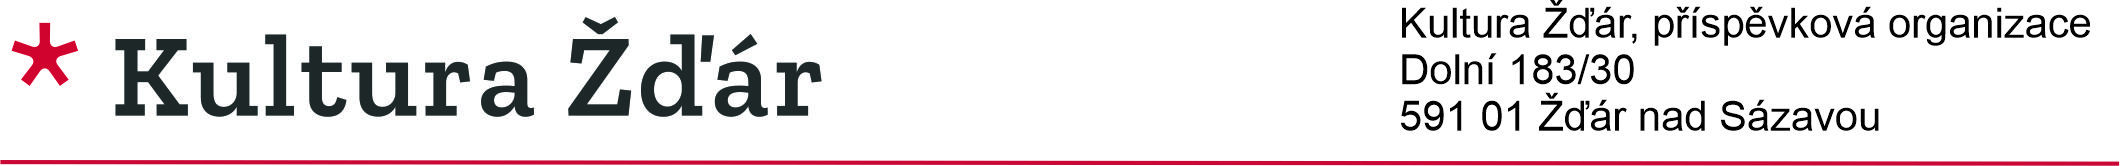 * Kultura Žďár
Kultura Žďár, příspěvková organizace
Dolní 183/30
591 01 Žďár nad Sázavou